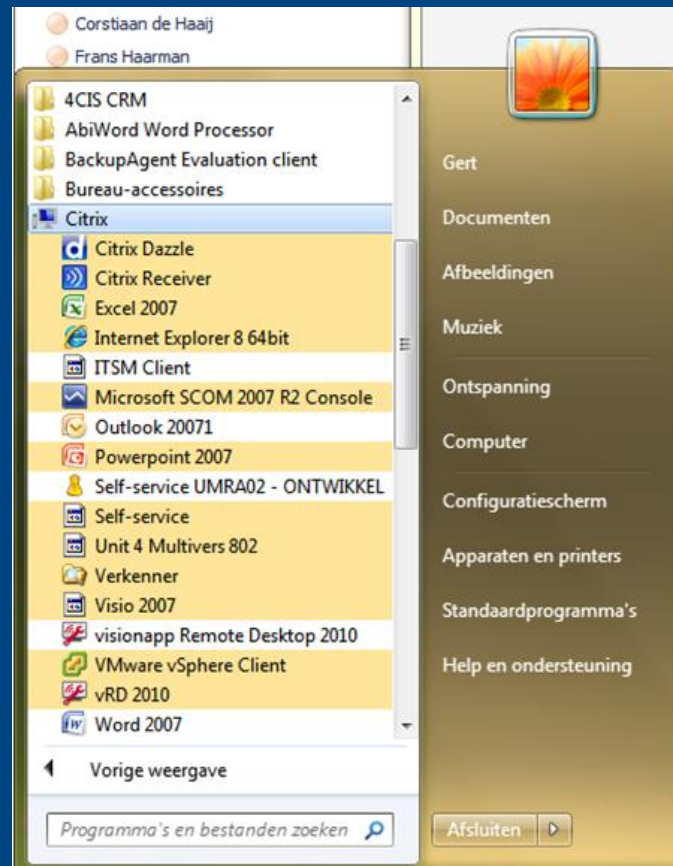 Corstiaan de Haaij
Frans Haarman
4CIS CRM
AbiWord Word Processor
BackupAgent Evaluation client
Bureau-accessoires
Citrix
Citrix Dazzle
Citrix Receiver
Excel 2007
Internet Explorer 8 64bit
ITSM Client
Microsoft SCOM 2007 R2 Console
Outlook 20071
Powerpoint 2007
Self-service UMRA02 - ONTWIKKEL
Self-service
Unit 4 Multivers 802
Verkenner
Visio 2007
visionapp Remote Desktop 2010
VMware vSphere Client
vRD 2010
Word 2007
Vorige weergave
Programma's en bestanden zoeken
Gert
Documenten
Afbeeldingen
Muziek
Ontspanning
Computer
Configuratiescherm
Apparaten en printers
Standaardprogramma's
Help en ondersteuning
Afsluiten